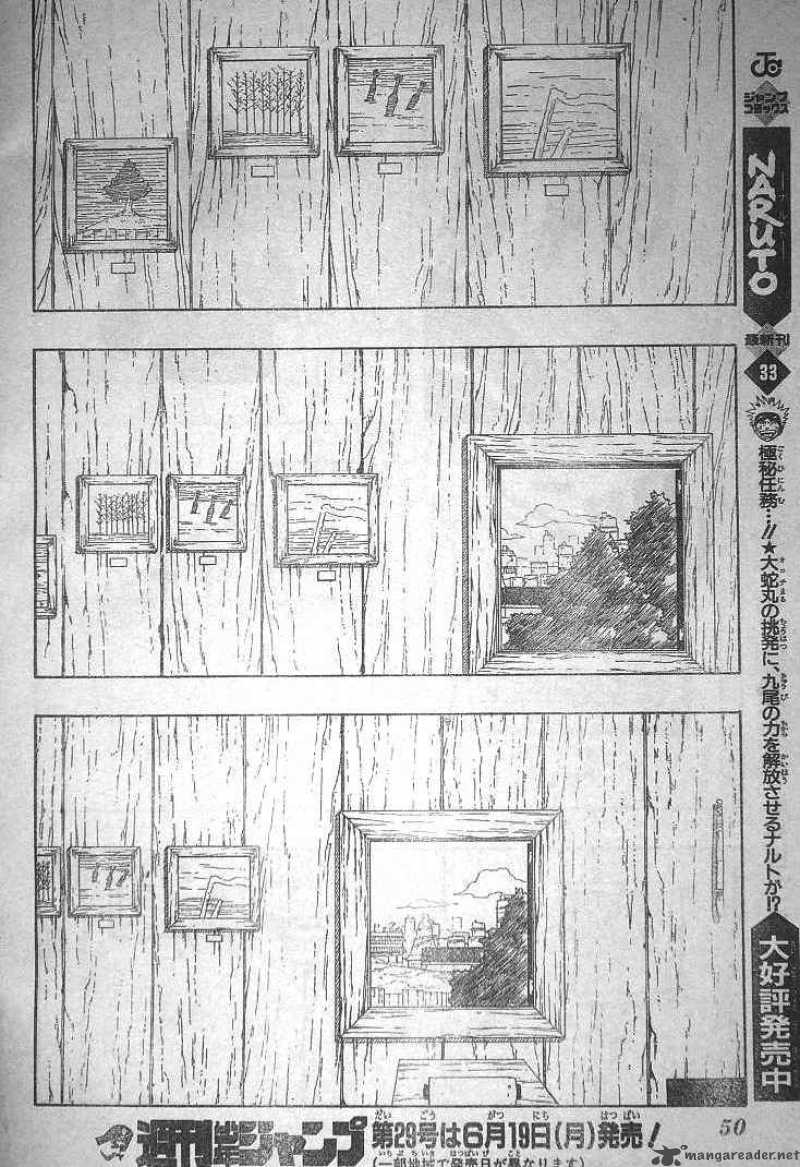 ジャンプ
コミックス
NARUTO
最新刊
33
極秘任務…!!★大蛇丸の挑発に、九尾の力を解放させるナルトが!?
大好評発売中
50
週刊少年ジャンプ 第29号は6月19日(月)発売!
(一部地域で発売日が異なります)
mangareader.net